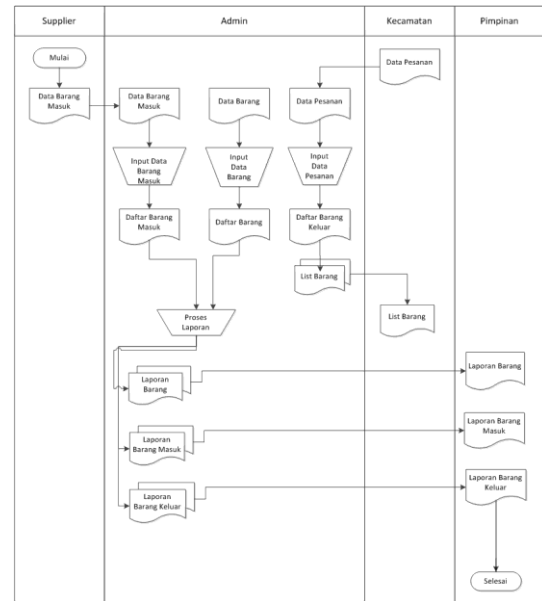 Supplier
Admin
Kecamatan
Pimpinan
Mulai
Data Pesanan
Data Barang
Masuk
Data Barang
Masuk
Data Barang
Data Pesanan
Input Data
Barang
Masuk
Input
Data
Barang
Input
Data
Pesanan
Daftar Barang
Masuk
Daftar Barang
Daftar Barang
Keluar
List Barang
List Barang
Proses
Laporan
Laporan
Barang
Laporan Barang
Laporan
Barang Masuk
Laporan Barang
Masuk
Laporan
Barang Keluar
Laporan Barang
Keluar
Selesai